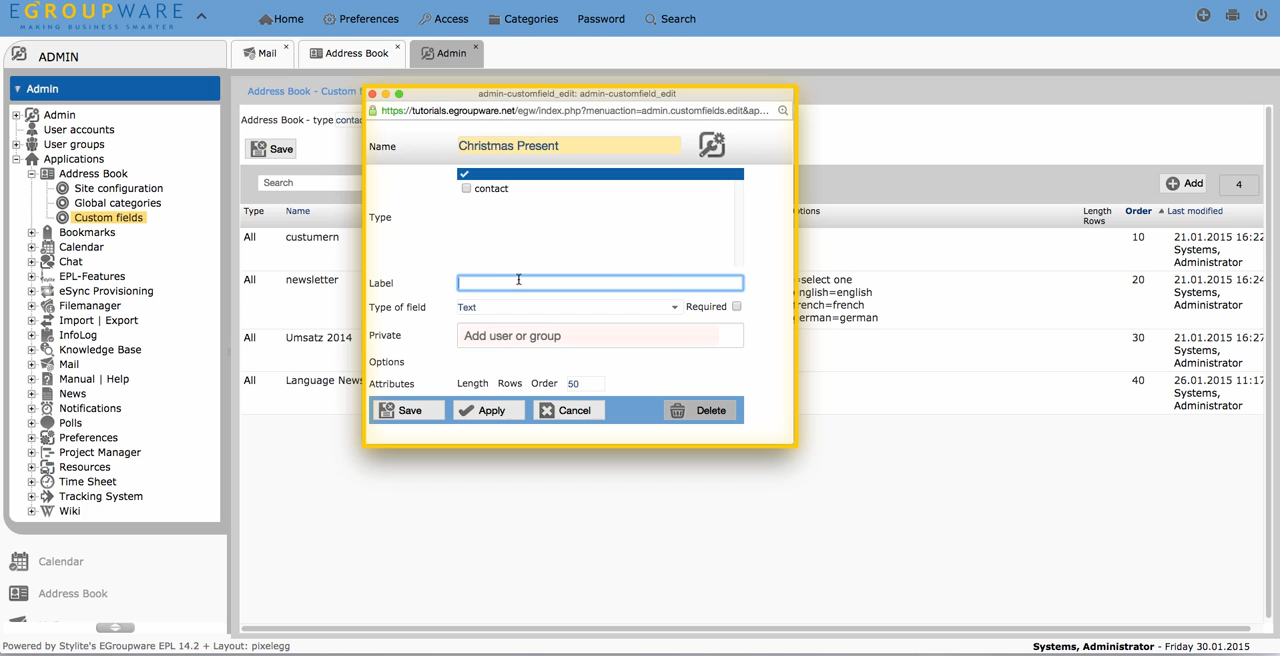 EGROUPWARE
MAKING BUSINESS SMARTER
Home Preferences Access Categories Password Search
ADMIN
Mail × Address Book × Admin ×
Admin
Admin
User accounts
User groups
Applications
Address Book
Site configuration
Global categories
Custom fields
Bookmarks
Calendar
Chat
EPL-Features
eSync Provisioning
Filemanager
Import | Export
InfoLog
Knowledge Base
Mail
Manual | Help
News
Notifications
Polls
Preferences
Project Manager
Resources
Time Sheet
Tracking System
Wiki
Calendar
Address Book
Address Book - Custom f
Address Book - type contac
Save
Search
Add 4
Type Name tions Length Rows Order Last modified
All custumern 10 21.01.2015 16:22
Systems,
Administrator
All newsletter =select one 20 21.01.2015 16:24
nglish=english Systems,
rench=french Administrator
erman=german
All Umsatz 2014 30 21.01.2015 16:27
Systems,
Administrator
All Language News 40 26.01.2015 11:17
Systems,
Administrator
admin-customfield_edit: admin-customfield_edit
https://tutorials.egroupware.net/egw/index.php?menuaction=admin.customfields.edit&ap...
Name Christmas Present
contact
Type
Label
Type of field Text Required
Private Add user or group
Options
Attributes Length Rows Order 50
Save Apply Cancel Delete
Powered by Stylite's EGroupware EPL 14.2 + Layout: pixelegg
Systems, Administrator - Friday 30.01.2015